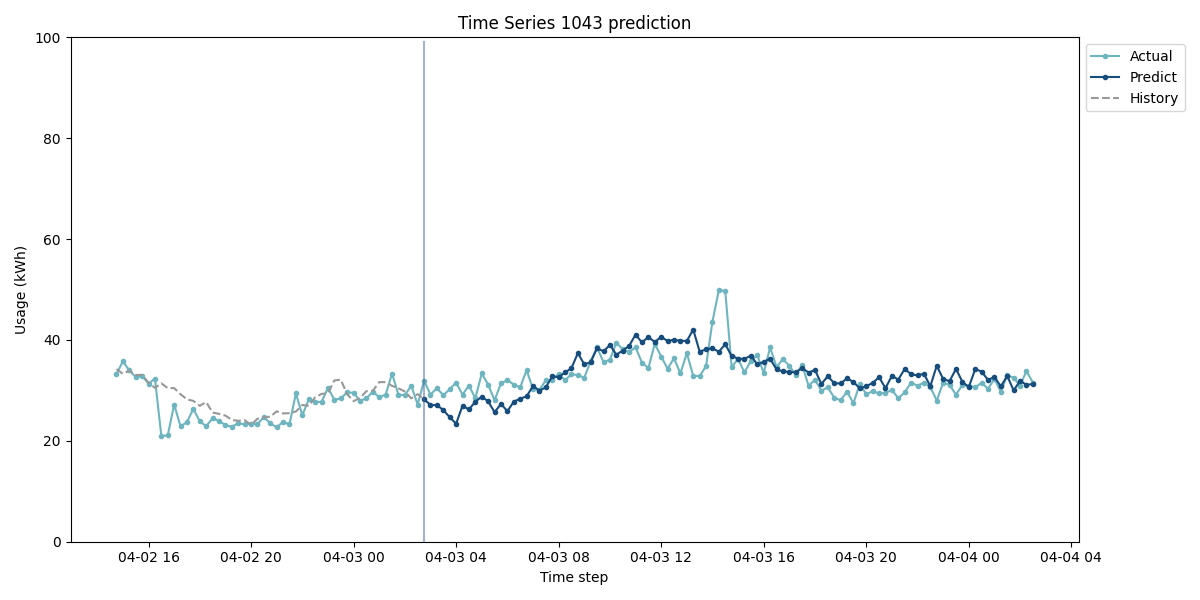 Time Series 1043 prediction
100
80
60
40
20
0
Usage (kWh)
04-02 16
04-02 20
04-03 00
04-03 04
04-03 08
04-03 12
04-03 16
04-03 20
04-04 00
04-04 04
Time step
Actual
Predict
History